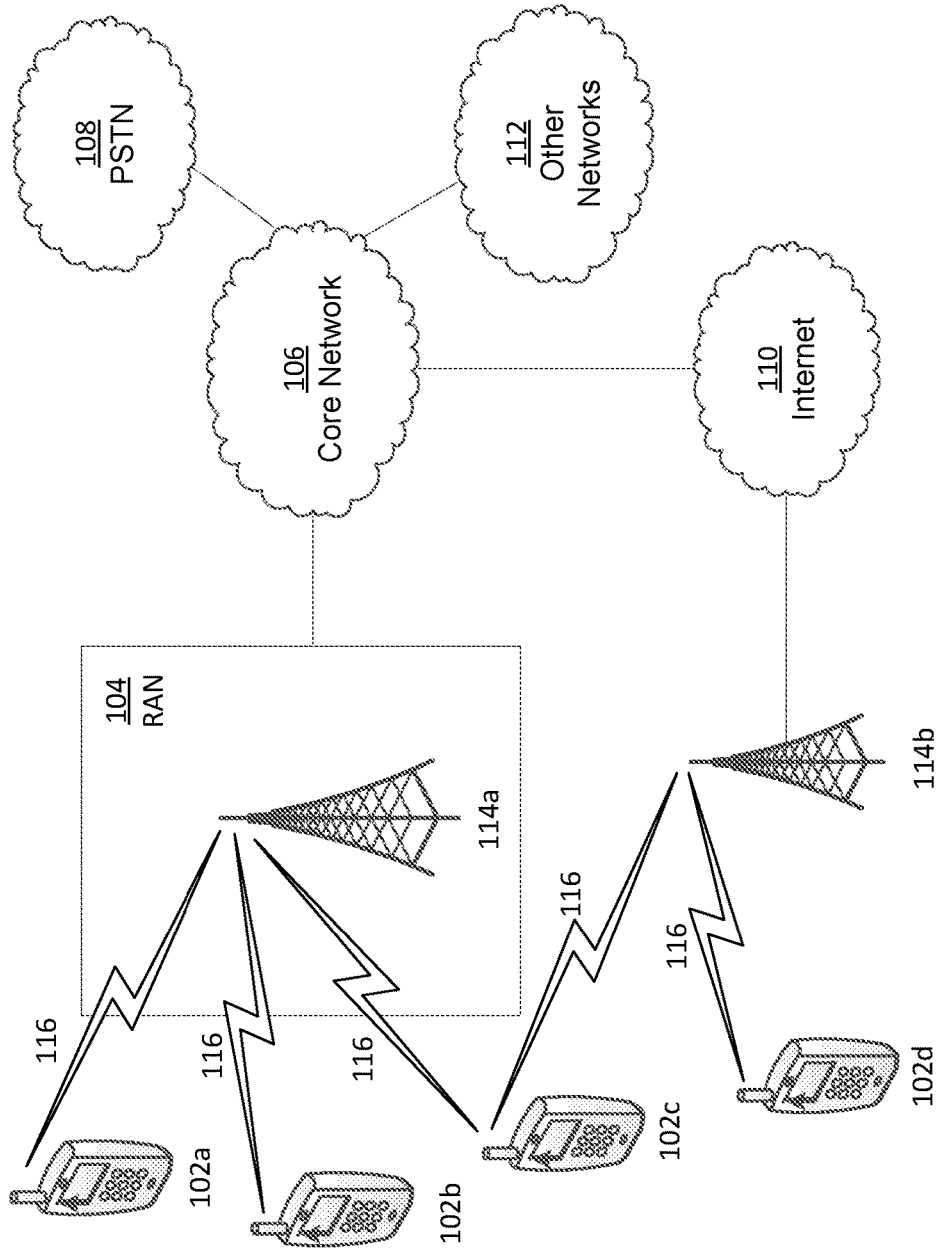 108
PSTN
106
Core Network
112
Other
Networks
110
Internet
104
RAN
114a
114b
116
116
116
116
116
102a
102b
102c
102d